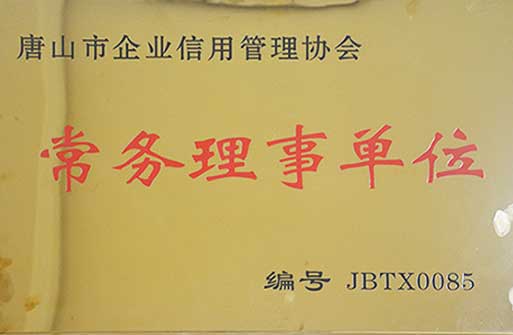 唐山市企业信用管理协会
常务理事单位
编号 JBTX0085